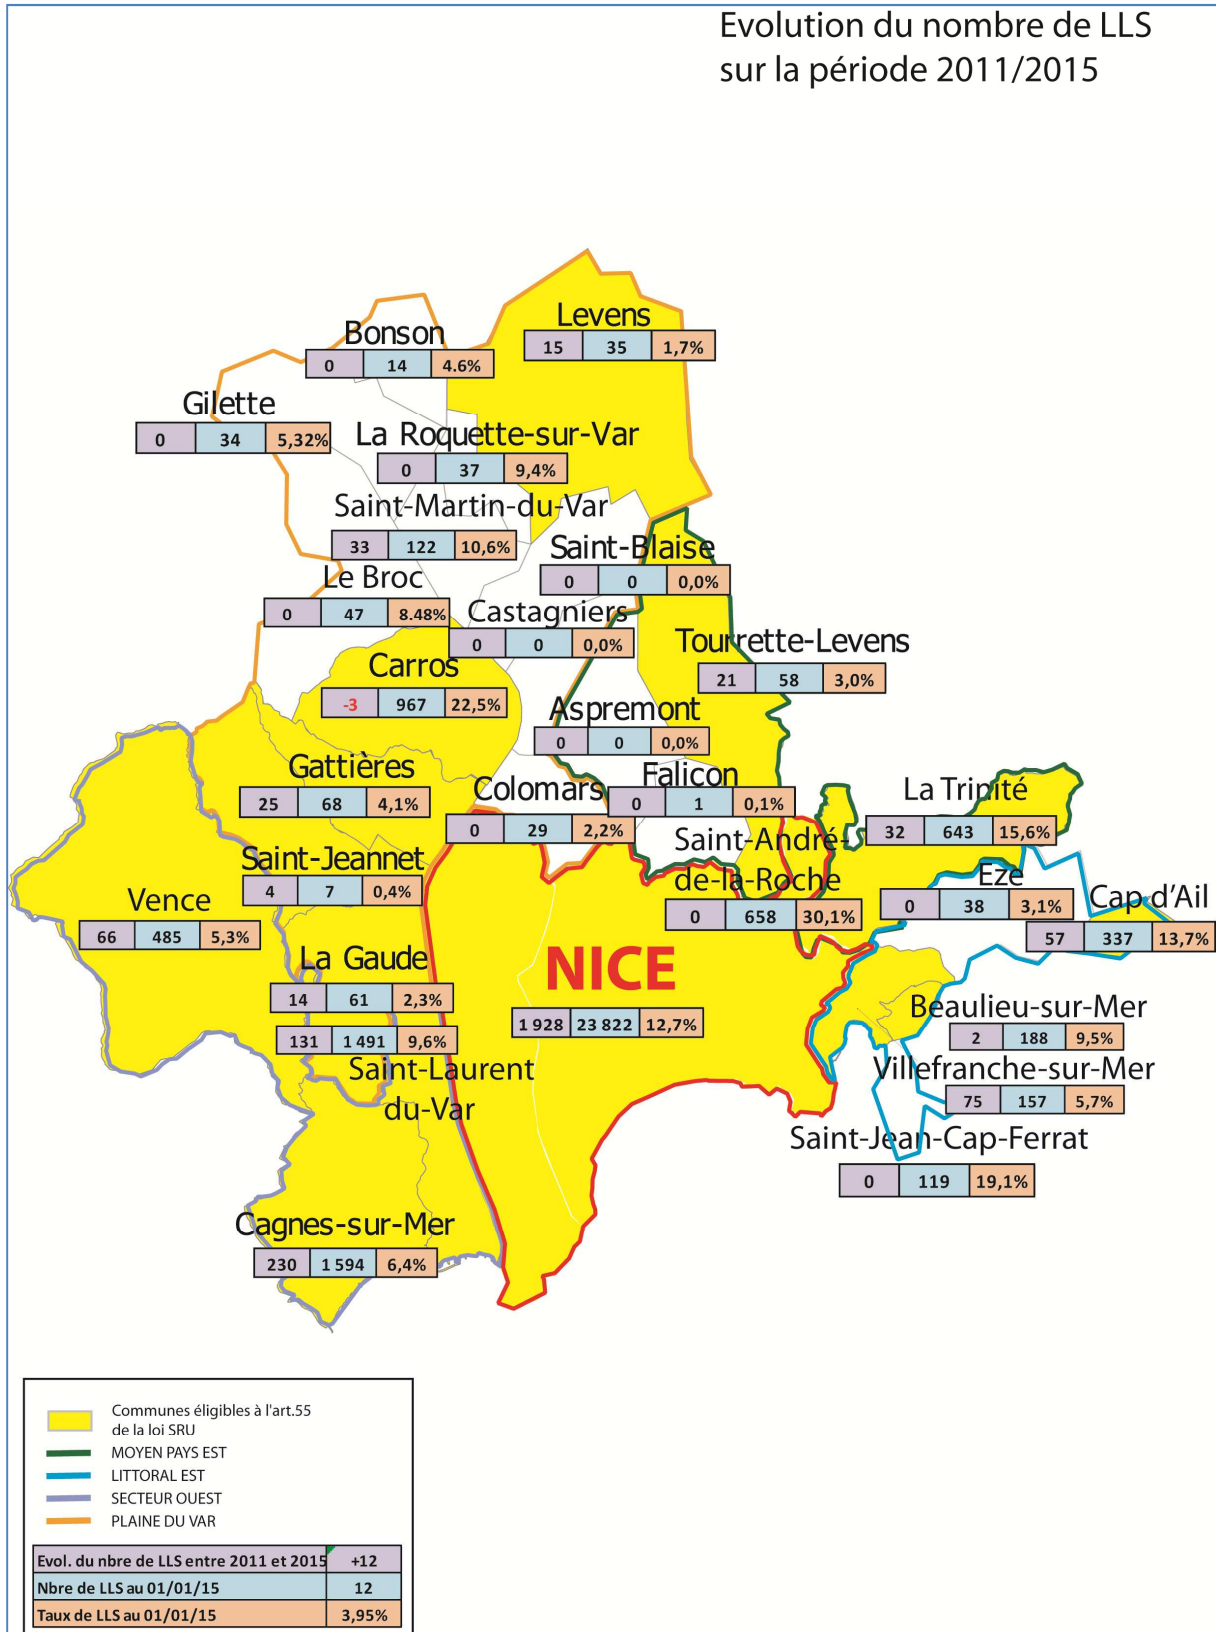 Evolution du nombre de LLS
sur la période 2011/2015
Levens
15 35 1,7%
Bonson
0 14 4.6%
Gilette
0 34 5,32%
La Roquette-sur-Var
0 37 9,4%
Saint-Martin-du-Var
33 122 10,6%
Saint-Blaise
0 0 0,0%
Le Broc
0 47 8.48%
Castagniers
0 0 0,0%
Tourrette-Levens
21 58 3,0%
Carros
-3 967 22,5%
Aspremont
0 0 0,0%
Gattières
25 68 4,1%
Colomars
0 29 2,2%
Falicon
0 1 0,1%
La Trinité
32 643 15,6%
Saint-André-
de-la-Roche
0 658 30,1%
Saint-Jeannet
4 7 0,4%
Eze
0 38 3,1%
Vence
66 485 5,3%
Cap d'Ail
57 337 13,7%
La Gaude
14 61 2,3%
NICE
1 928 23 822 12,7%
131 1 491 9,6%
Saint-Laurent
du-Var
Beaulieu-sur-Mer
2 188 9,5%
Villefranche-sur-Mer
75 157 5,7%
Saint-Jean-Cap-Ferrat
0 119 19,1%
Cagnes-sur-Mer
230 1 594 6,4%
Communes éligibles à l'art.55
de la loi SRU
MOYEN PAYS EST
LITTORAL EST
SECTEUR OUEST
PLAINE DU VAR
Evol. du nbre de LLS entre 2011 et 2015 +12
Nbre de LLS au 01/01/15 12
Taux de LLS au 01/01/15 3,95%